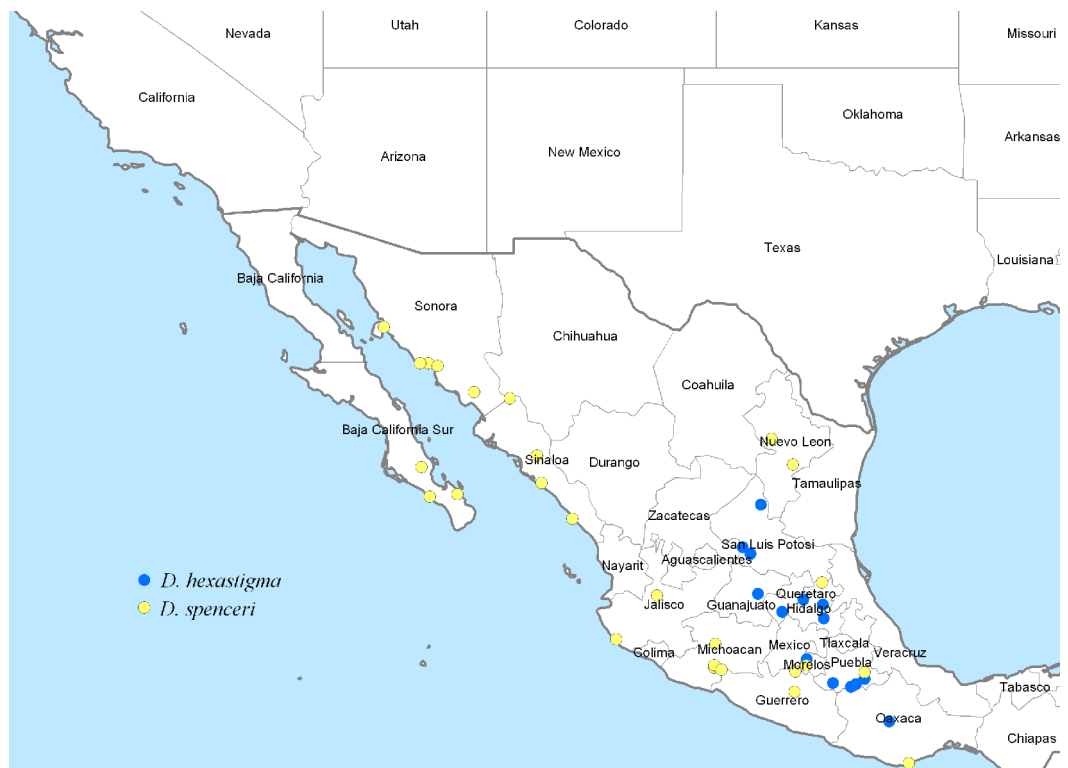 Utah
Colorado
Kansas
Nevada
Missouri
California
Oklahoma
Arkansas
Arizona
New Mexico
Texas
Louisiana
Baja California
Sonora
Chihuahua
Coahuila
Baja California Sur
Nuevo Leon
Sinaloa
Durango
Tamaulipas
Zacatecas
San Luis Potosi
Aguascalientes
Nayarit
D. hexastigma
D. spenceri
Queretaro
Jalisco
Guanajuato
Hidalgo
Colima
Michoacan
Mexico
Tlaxcala
Veracruz
Morelos
Puebla
Tabasco
Guerrero
Oaxaca
Chiapas